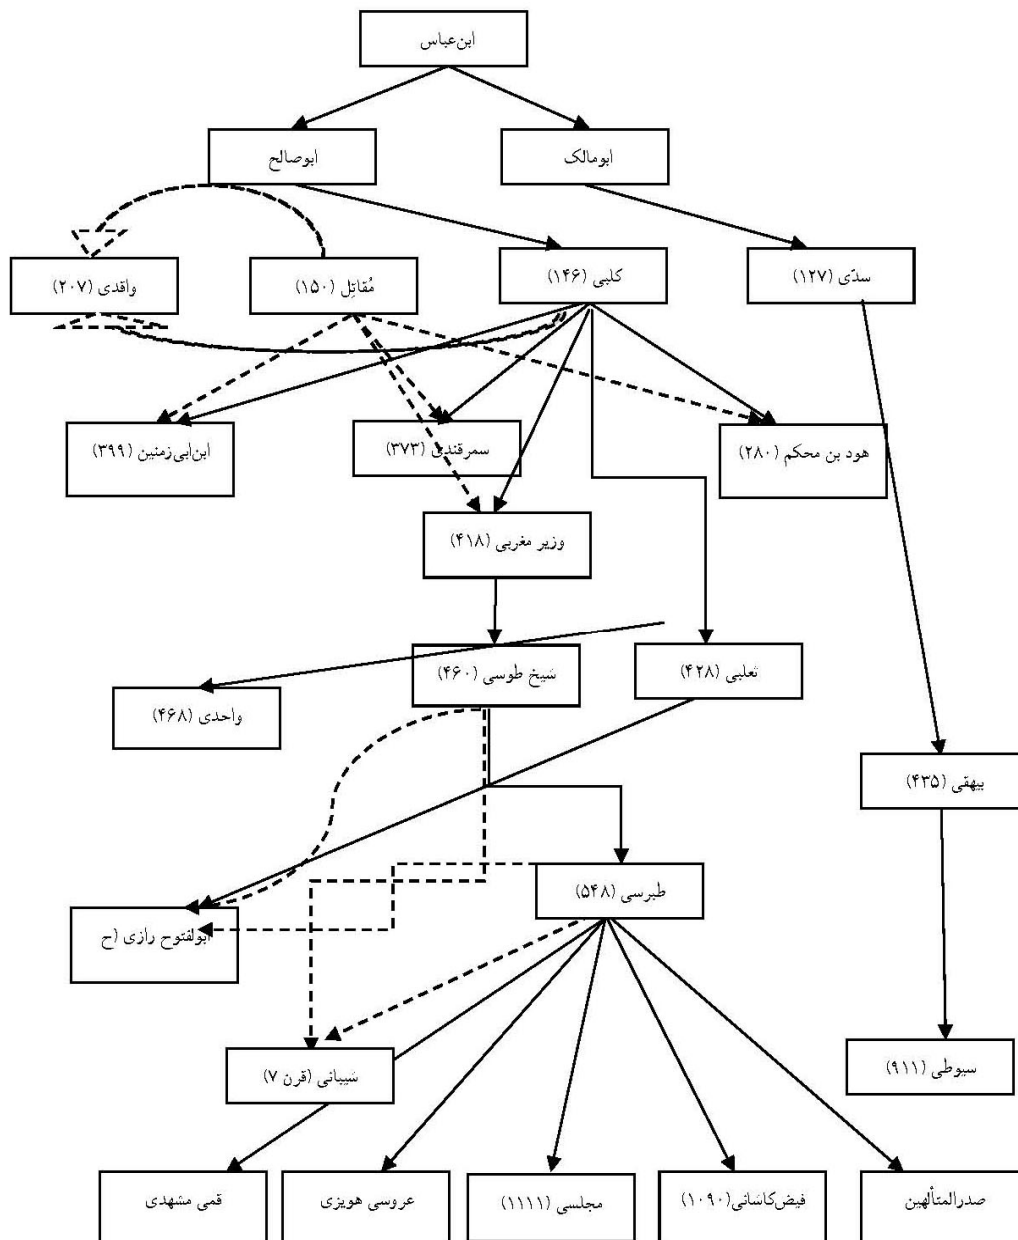 ابن‌عباس
ابومالک
ابوصالح
سدّی (۱۲۷)
کلبی (۱۴۶)
مُقاتِل (۱۵۰)
واقدی (۲۰۷)
هود بن محکم (۲۸۰)
سمرقندی (۳۷۳)
ابن‌ابی‌زمنین (۳۹۹)
وزیر مغربی (۴۱۸)
ثعلبی (۴۲۸)
شیخ طوسی (۴۶۰)
واحدی (۴۶۸)
بیهقی (۴۳۵)
طبرسی (۵۴۸)
ابولفتوح رازی (ح
سیوطی (۹۱۱)
شیبانی (قرن ۷)
صدرالمتألهین
فیض‌کاشانی(۱۰۹۰)
مجلسی (۱۱۱۱)
عروسی هویزی
قمی مشهدی